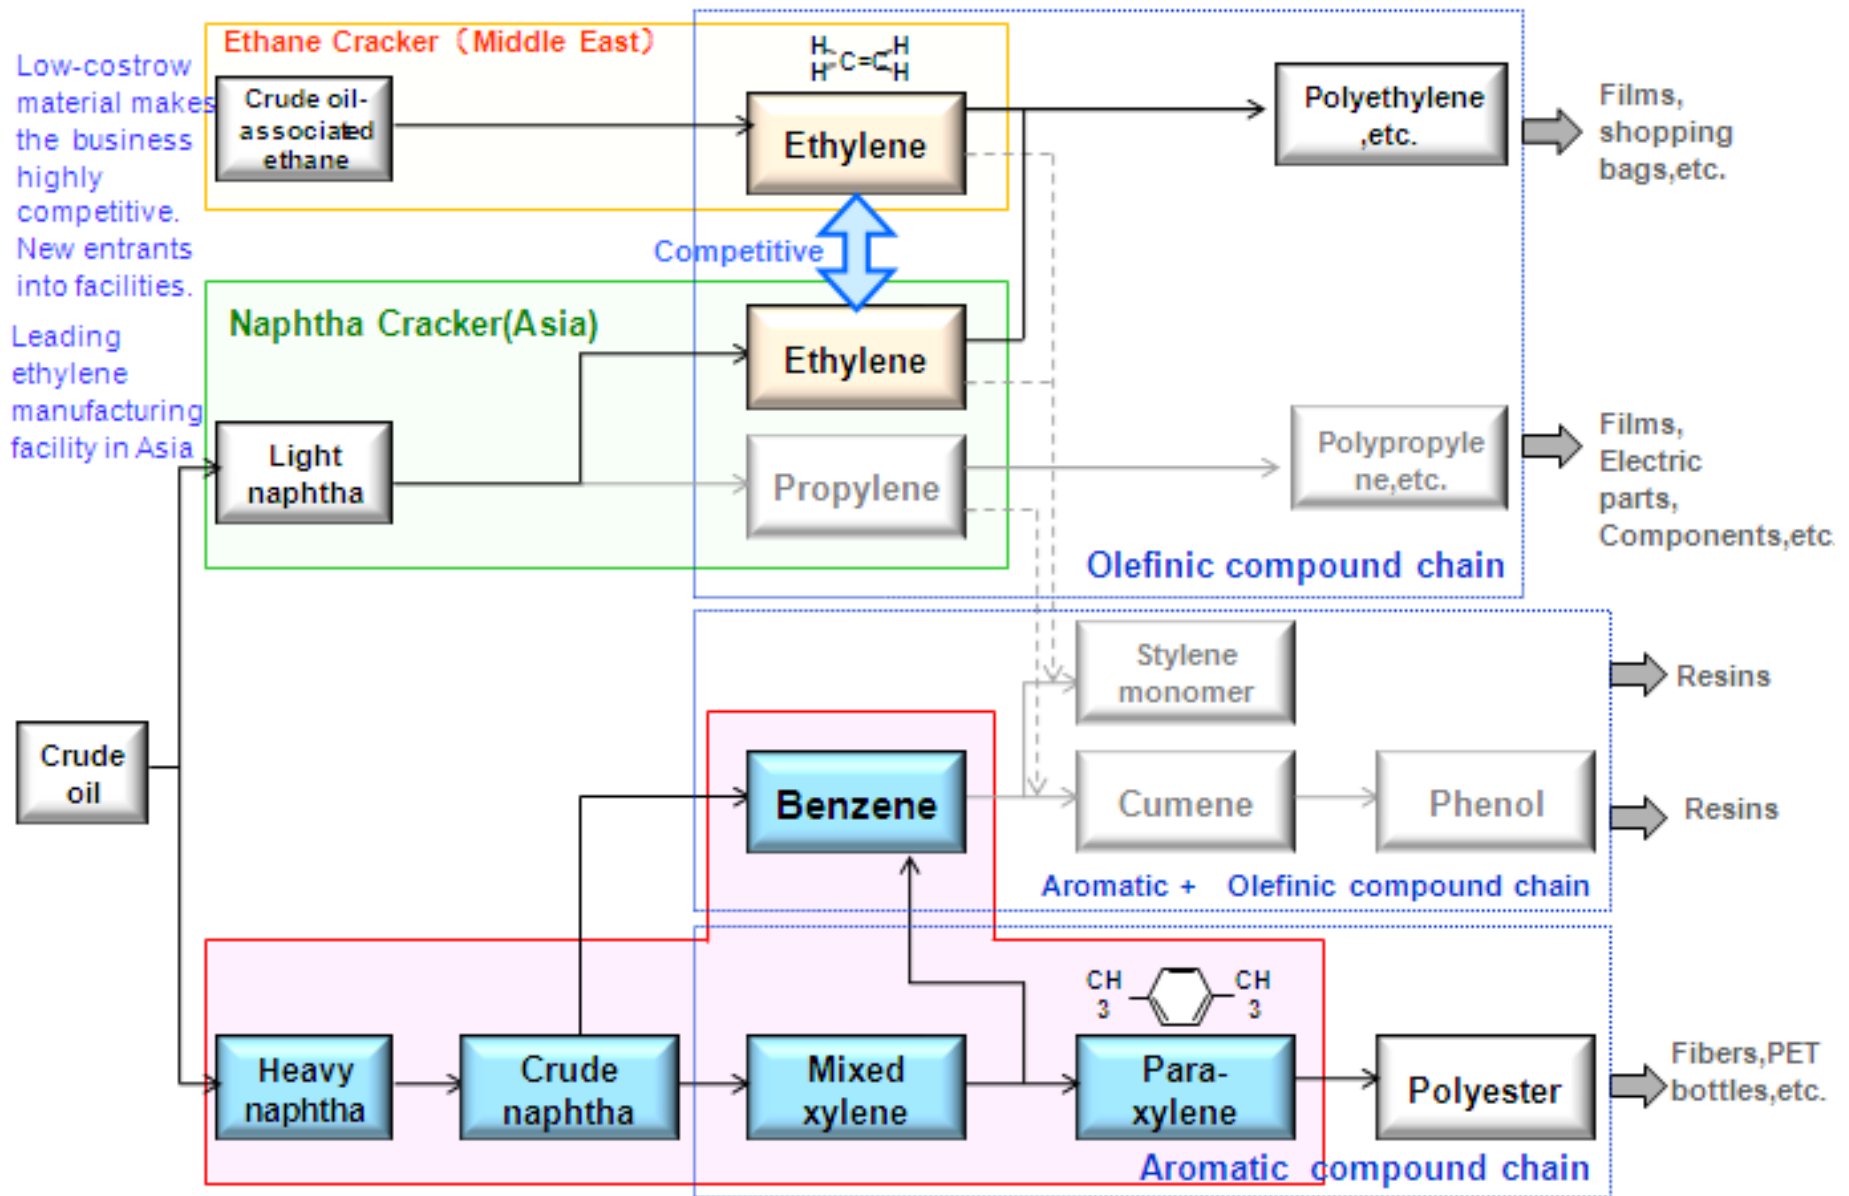 Ethane Cracker（Middle East）
Low-costrow
material makes
the business
highly
competitive.
New entrants
into facilities.
Crude oil-
associated
ethane
H H
C=C
H H
Ethylene
Polyethylene
,etc.
Films,
shopping
bags,etc.
Competitive
Naphtha Cracker(Asia)
Leading
ethylene
manufacturing
facility in Asia
Light
naphtha
Ethylene
Propylene
Polypropyle
ne,etc.
Films,
Electric
parts,
Components,etc.
Olefinic compound chain
Stylene
monomer
Resins
Crude
oil
Benzene
Cumene
Phenol
Resins
Aromatic + Olefinic compound chain
CH
3
CH
3
Heavy
naphtha
Crude
naphtha
Mixed
xylene
Para-
xylene
Polyester
Fibers,PET
bottles,etc.
Aromatic compound chain